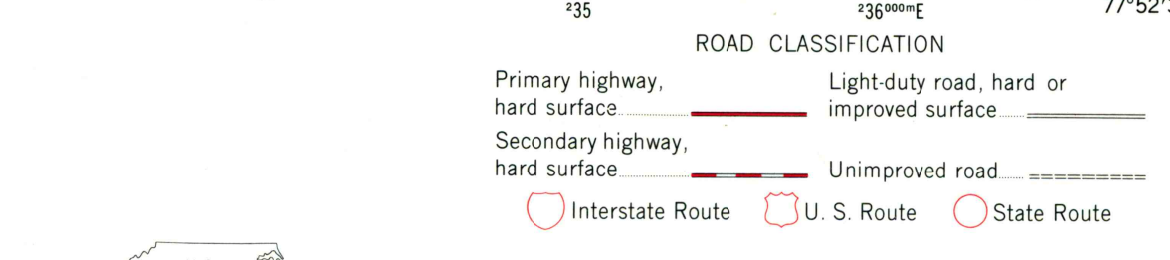 ²35 ²36⁰⁰⁰ᵐE 77°52'
ROAD CLASSIFICATION
Primary highway,
hard surface
Light-duty road, hard or
improved surface
Secondary highway,
hard surface
Unimproved road
Interstate Route U. S. Route State Route